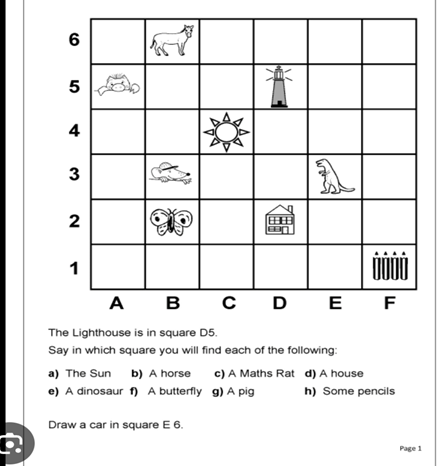 6
5
4
3
2
1
A B C D E F
The Lighthouse is in square D5.
Say in which square you will find each of the following:
a) The Sun b) A horse c) A Maths Rat d) A house
e) A dinosaur f) A butterfly g) A pig h) Some pencils
Draw a car in square E 6.
Page 1